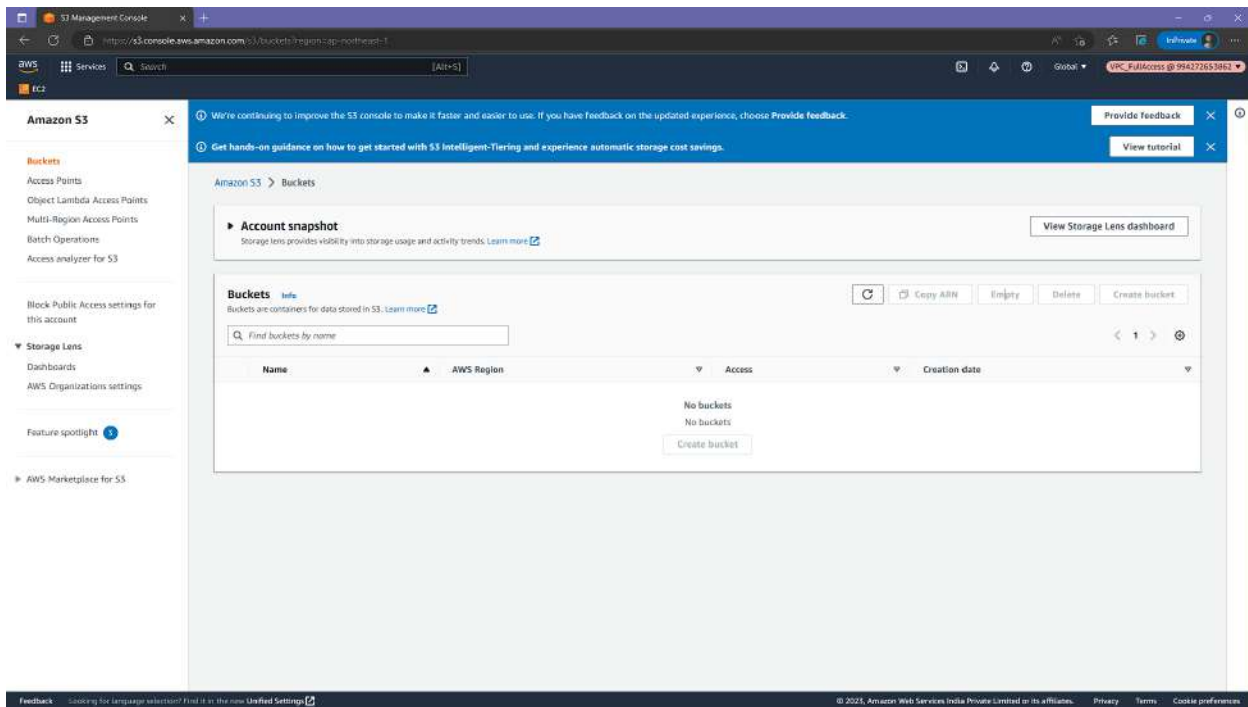 S3 Management Console
https://s3.console.aws.amazon.com/s3/buckets?region=ap-northeast-1
InPrivate
aws
Services
Search
[Alt+S]
Global
VPC_FullAccess @ 994272653862
EC2
Amazon S3
Buckets
Access Points
Object Lambda Access Points
Multi-Region Access Points
Batch Operations
Access analyzer for S3
Block Public Access settings for
this account
Storage Lens
Dashboards
AWS Organizations settings
Feature spotlight 3
AWS Marketplace for S3
We're continuing to improve the S3 console to make it faster and easier to use. If you have feedback on the updated experience, choose Provide feedback.
Provide feedback
Get hands-on guidance on how to get started with S3 Intelligent-Tiering and experience automatic storage cost savings.
View tutorial
Amazon S3 > Buckets
Account snapshot
Storage lens provides visibility into storage usage and activity trends. Learn more
View Storage Lens dashboard
Buckets Info
Buckets are containers for data stored in S3. Learn more
Copy ARN
Empty
Delete
Create bucket
Find buckets by name
1
Name
AWS Region
Access
Creation date
No buckets
No buckets
Create bucket
Feedback
Looking for language selection? Find it in the new Unified Settings
© 2023, Amazon Web Services India Private Limited or its affiliates.
Privacy
Terms
Cookie preferences